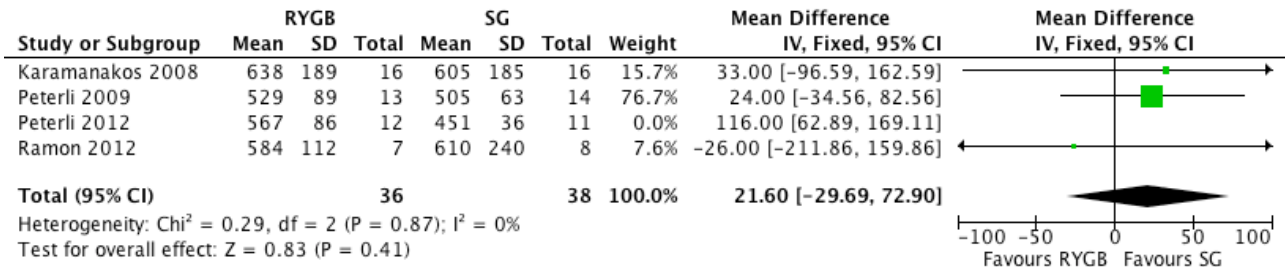 RYGB SG Mean Difference Mean Difference
Study or Subgroup Mean SD Total Mean SD Total Weight IV, Fixed, 95% CI IV, Fixed, 95% CI
Karamanakos 2008 638 189 16 605 185 16 15.7% 33.00 [-96.59, 162.59]
Peterli 2009 529 89 13 505 63 14 76.7% 24.00 [-34.56, 82.56]
Peterli 2012 567 86 12 451 36 11 0.0% 116.00 [62.89, 169.11]
Ramon 2012 584 112 7 610 240 8 7.6% -26.00 [-211.86, 159.86]
Total (95% CI) 36 38 100.0% 21.60 [-29.69, 72.90]
Heterogeneity: Chi² = 0.29, df = 2 (P = 0.87); I² = 0%
Test for overall effect: Z = 0.83 (P = 0.41)
-100 -50 0 50 100
Favours RYGB Favours SG